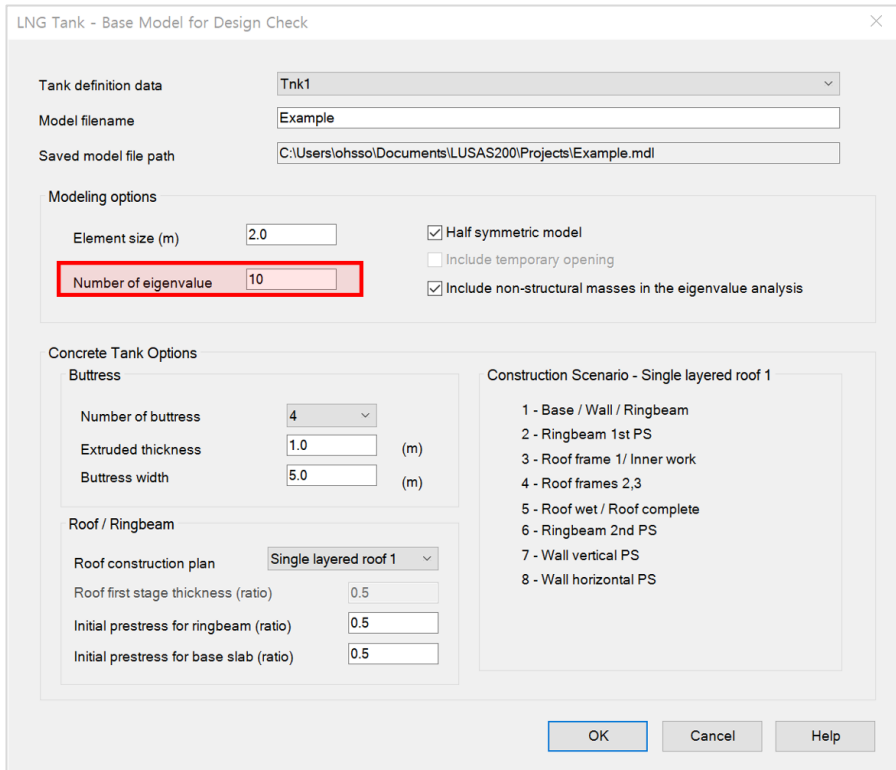 LNG Tank - Base Model for Design Check
Tank definition data
Tnk1
Model filename
Example
Saved model file path
C:\Users\ohsso\Documents\LUSAS200\Projects\Example.mdl
Modeling options
Element size (m)
2.0
Half symmetric model
Include temporary opening
Number of eigenvalue
10
Include non-structural masses in the eigenvalue analysis
Concrete Tank Options
Buttress
Number of buttress
4
Extruded thickness
1.0
(m)
Buttress width
5.0
(m)
Roof / Ringbeam
Roof construction plan
Single layered roof 1
Roof first stage thickness (ratio)
0.5
Initial prestress for ringbeam (ratio)
0.5
Initial prestress for base slab (ratio)
0.5
Construction Scenario - Single layered roof 1
1 - Base / Wall / Ringbeam
2 - Ringbeam 1st PS
3 - Roof frame 1/ Inner work
4 - Roof frames 2,3
5 - Roof wet / Roof complete
6 - Ringbeam 2nd PS
7 - Wall vertical PS
8 - Wall horizontal PS
OK
Cancel
Help